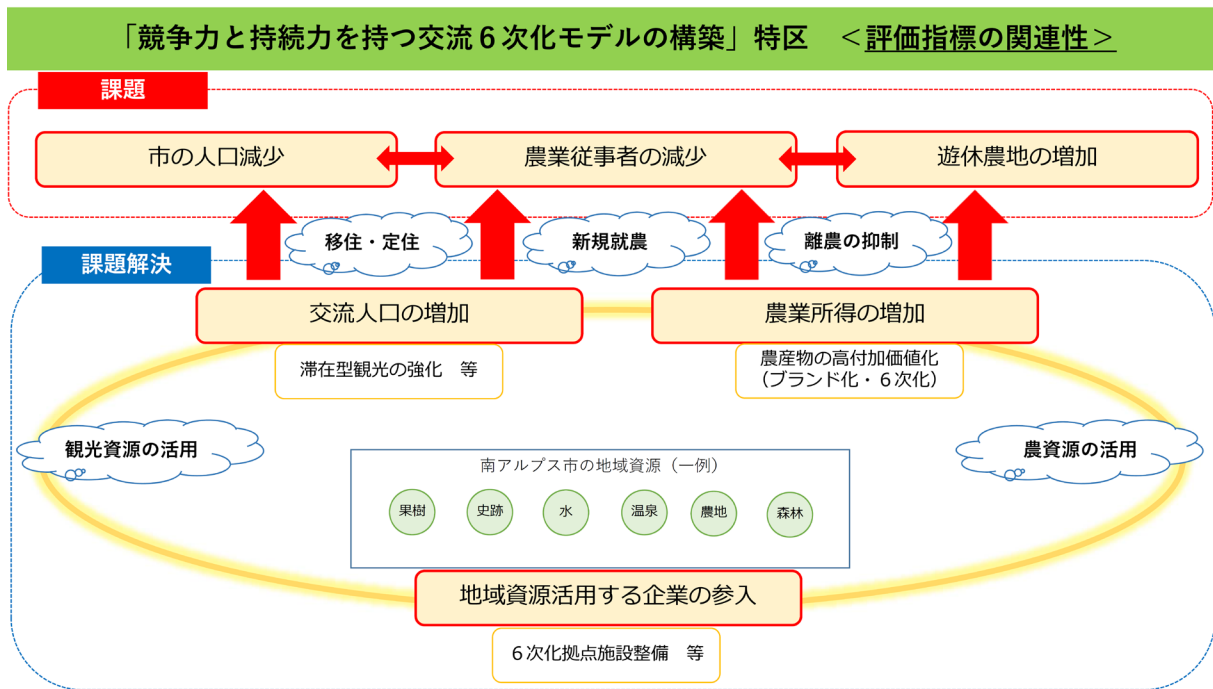 「競争力と持続力を持つ交流６次化モデルの構築」特区　＜評価指標の関連性＞
課題
市の人口減少
農業従事者の減少
遊休農地の増加
移住・定住
新規就農
離農の抑制
課題解決
交流人口の増加
農業所得の増加
滞在型観光の強化　等
農産物の高付加価値化
（ブランド化・６次化）
観光資源の活用
農資源の活用
南アルプス市の地域資源（一例）
果樹
史跡
水
温泉
農地
森林
地域資源活用する企業の参入
６次化拠点施設整備　等